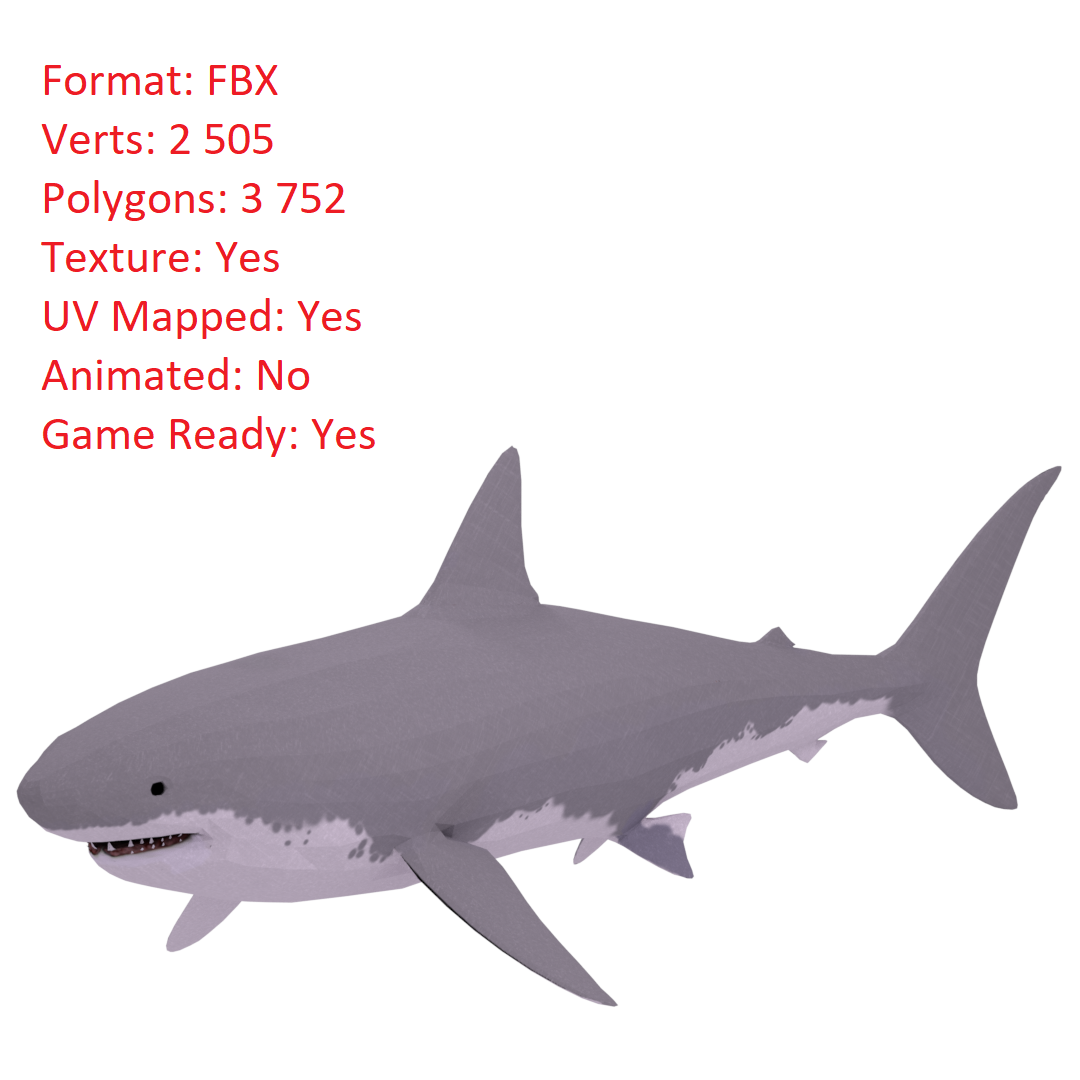 Format: FBX
Verts: 2 505
Polygons: 3 752
Texture: Yes
UV Mapped: Yes
Animated: No
Game Ready: Yes